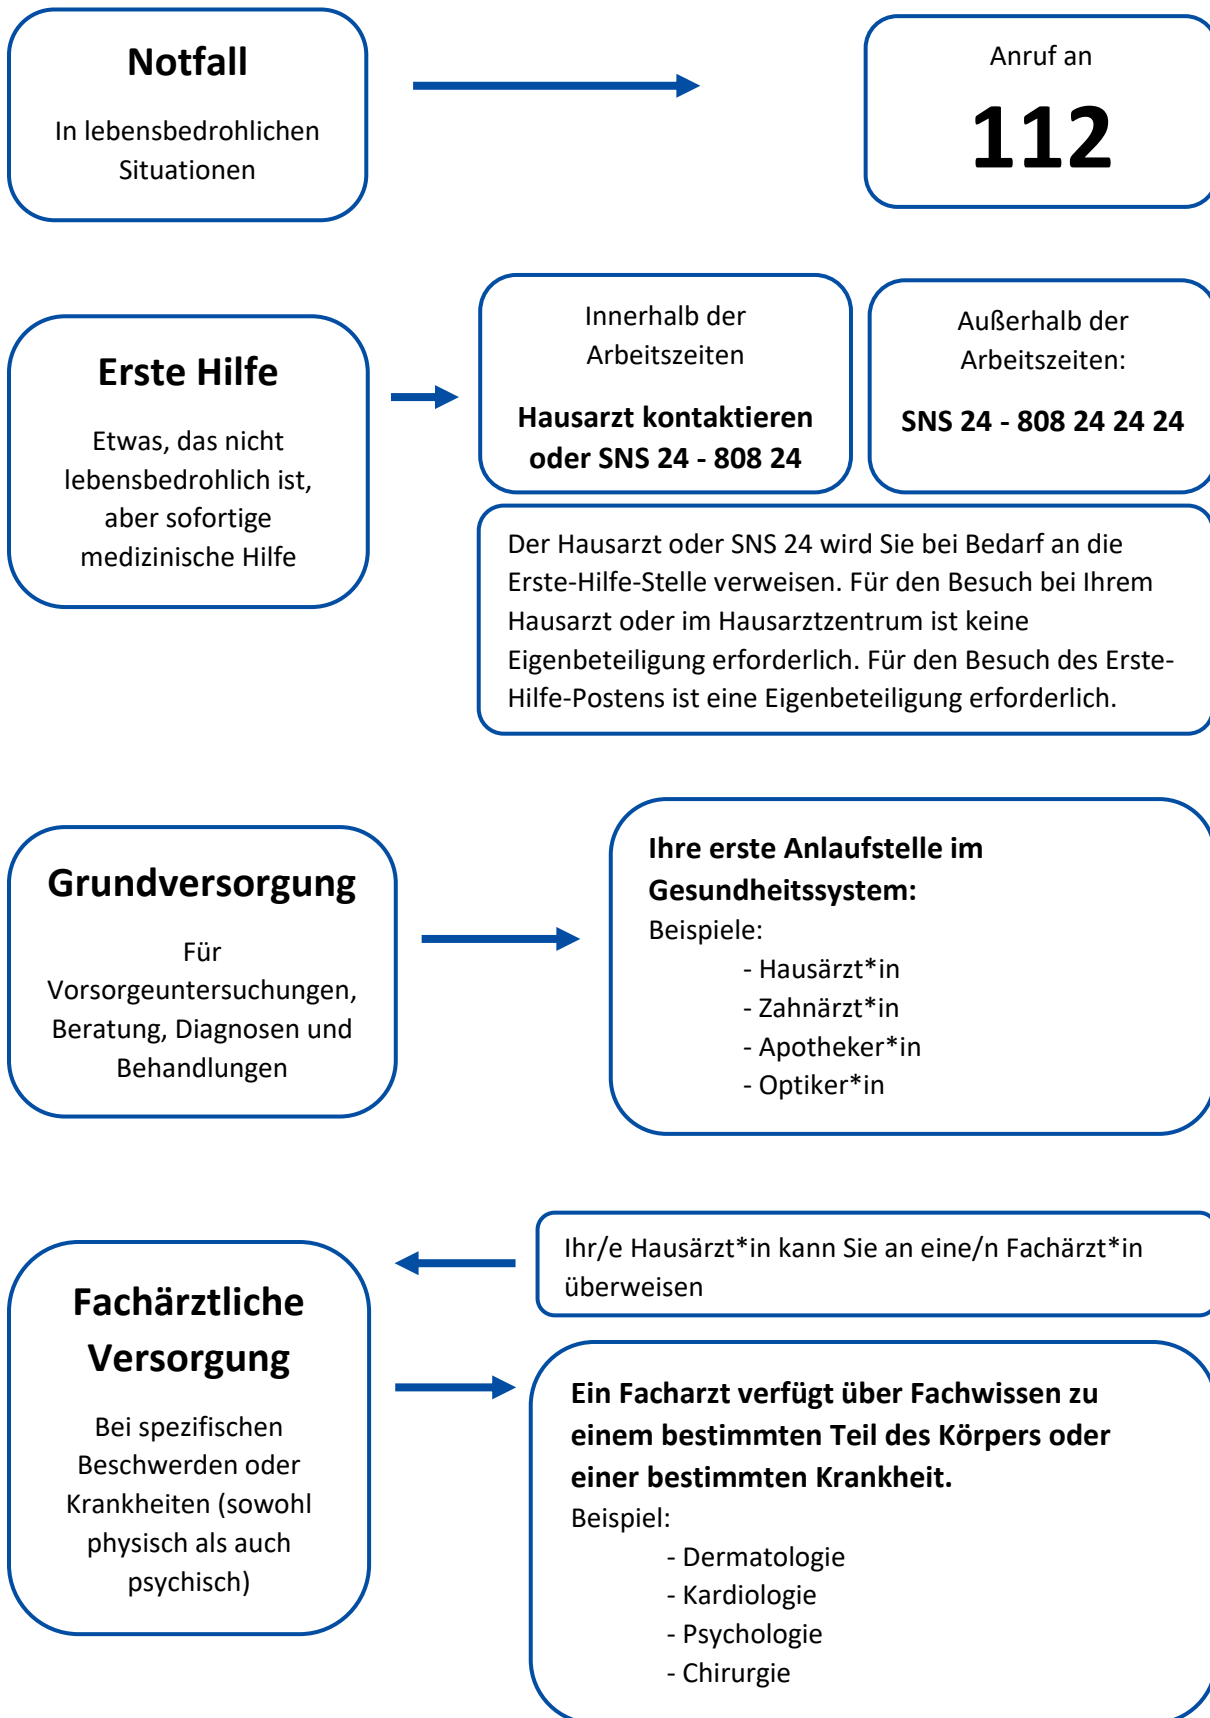 Notfall
In lebensbedrohlichen
Situationen
Anruf an
112
Erste Hilfe
Etwas, das nicht
lebensbedrohlich ist,
aber sofortige
medizinische Hilfe
Innerhalb der
Arbeitszeiten
Hausarzt kontaktieren
oder SNS 24 - 808 24
Außerhalb der
Arbeitszeiten:
SNS 24 - 808 24 24 24
Der Hausarzt oder SNS 24 wird Sie bei Bedarf an die
Erste-Hilfe-Stelle verweisen. Für den Besuch bei Ihrem
Hausarzt oder im Hausarztzentrum ist keine
Eigenbeteiligung erforderlich. Für den Besuch des Erste-
Hilfe-Postens ist eine Eigenbeteiligung erforderlich.
Grundversorgung
Für
Vorsorgeuntersuchungen,
Beratung, Diagnosen und
Behandlungen
Ihre erste Anlaufstelle im
Gesundheitssystem:
Beispiele:
- Hausärzt*in
- Zahnärzt*in
- Apotheker*in
- Optiker*in
Fachärztliche
Versorgung
Bei spezifischen
Beschwerden oder
Krankheiten (sowohl
physisch als auch
psychisch)
Ihr/e Hausärzt*in kann Sie an eine/n Fachärzt*in
überweisen
Ein Facharzt verfügt über Fachwissen zu
einem bestimmten Teil des Körpers oder
einer bestimmten Krankheit.
Beispiel:
- Dermatologie
- Kardiologie
- Psychologie
- Chirurgie